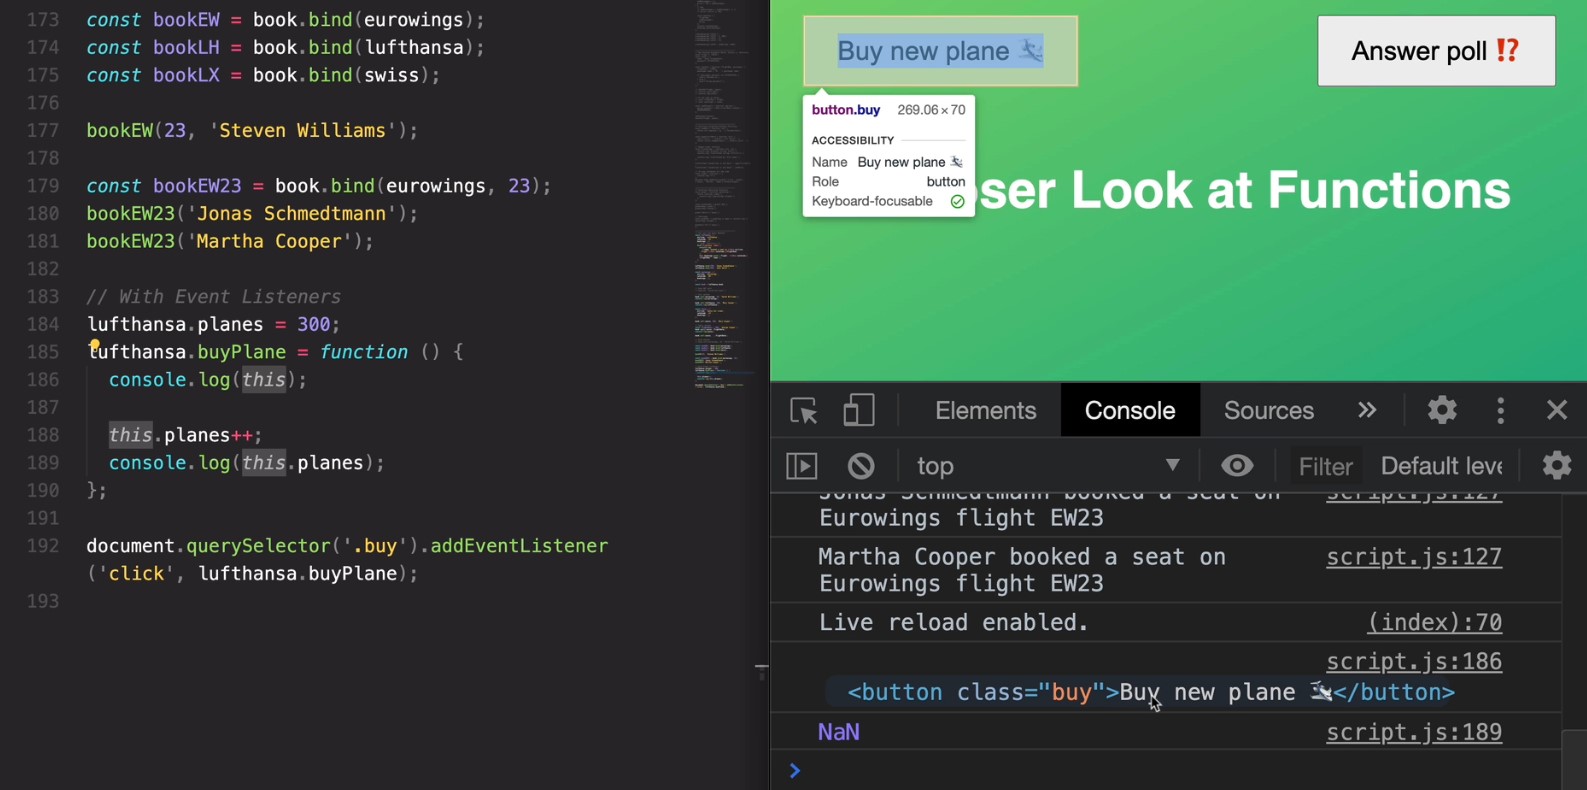 173 const bookEW = book.bind(eurowings);
174 const bookLH = book.bind(lufthansa);
175 const bookLX = book.bind(swiss);
176
177 bookEW(23, 'Steven Williams');
178
179 const bookEW23 = book.bind(eurowings, 23);
180 bookEW23('Jonas Schmedtmann');
181 bookEW23('Martha Cooper');
182
183 // With Event Listeners
184 lufthansa.planes = 300;
185 lufthansa.buyPlane = function () {
186 console.log(this);
187
188 this.planes++;
189 console.log(this.planes);
190 };
191
192 document.querySelector('.buy').addEventListener
('click', lufthansa.buyPlane);
193
Buy new plane 🛩
Answer poll ⁉️
button.buy 269.06×70
ACCESSIBILITY
Name Buy new plane 🛩
Role button
Keyboard-focusable
ser Look at Functions
Elements Console Sources »
top Filter Default leve
Jonas Schmedtmann booked a seat on script.js:127
Eurowings flight EW23
Martha Cooper booked a seat on script.js:127
Eurowings flight EW23
Live reload enabled. (index):70
script.js:186
<button class="buy">Buy new plane 🛩</button>
NaN script.js:189
>